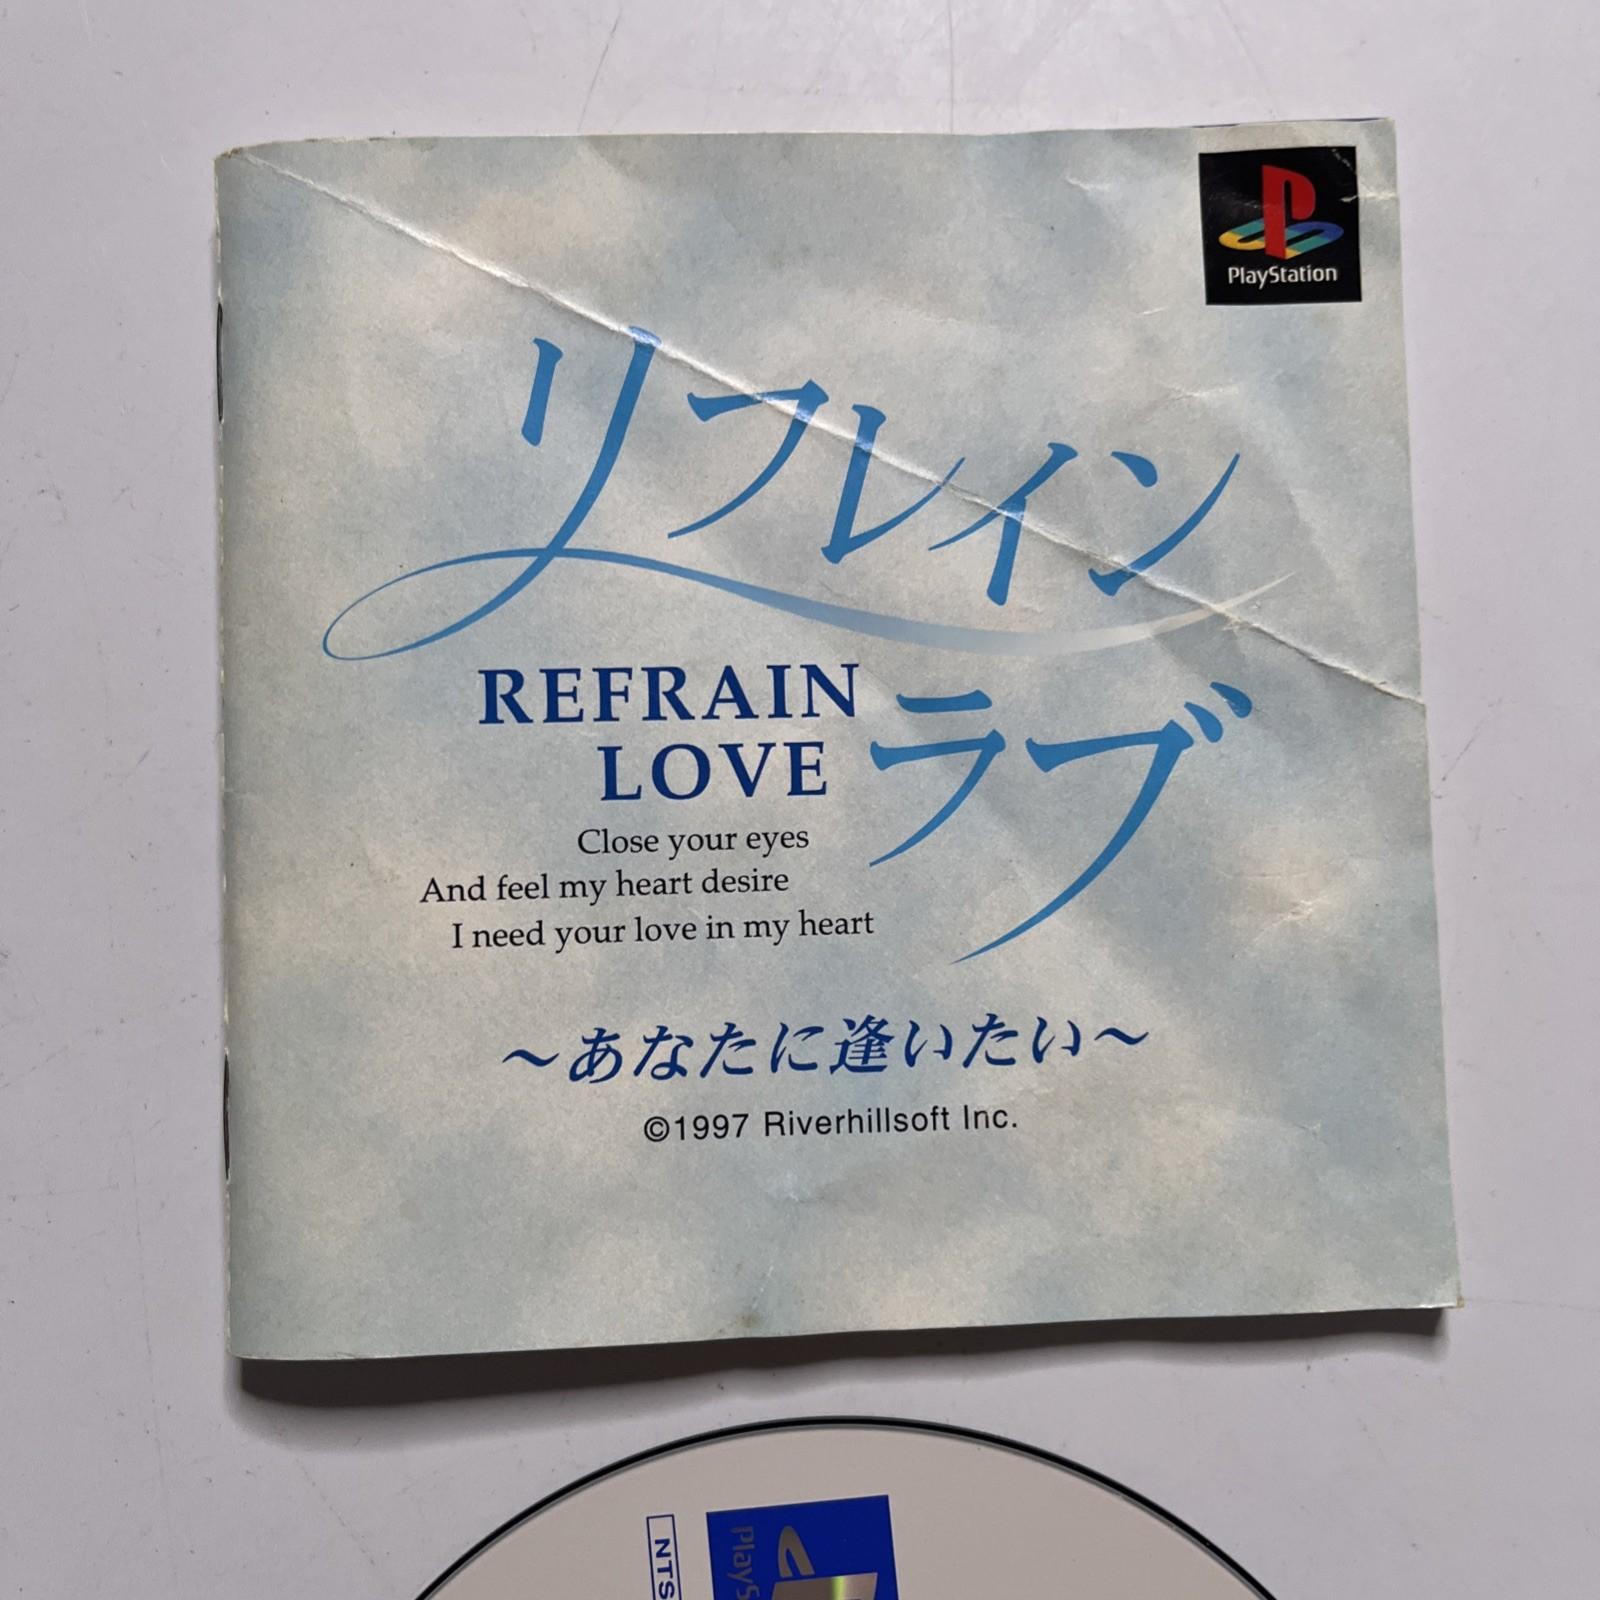 PlayStation
リフレイン
REFRAIN
LOVE
ラブ
Close your eyes
And feel my heart desire
I need your love in my heart
～あなたに逢いたい～
©1997 Riverhillsoft Inc.